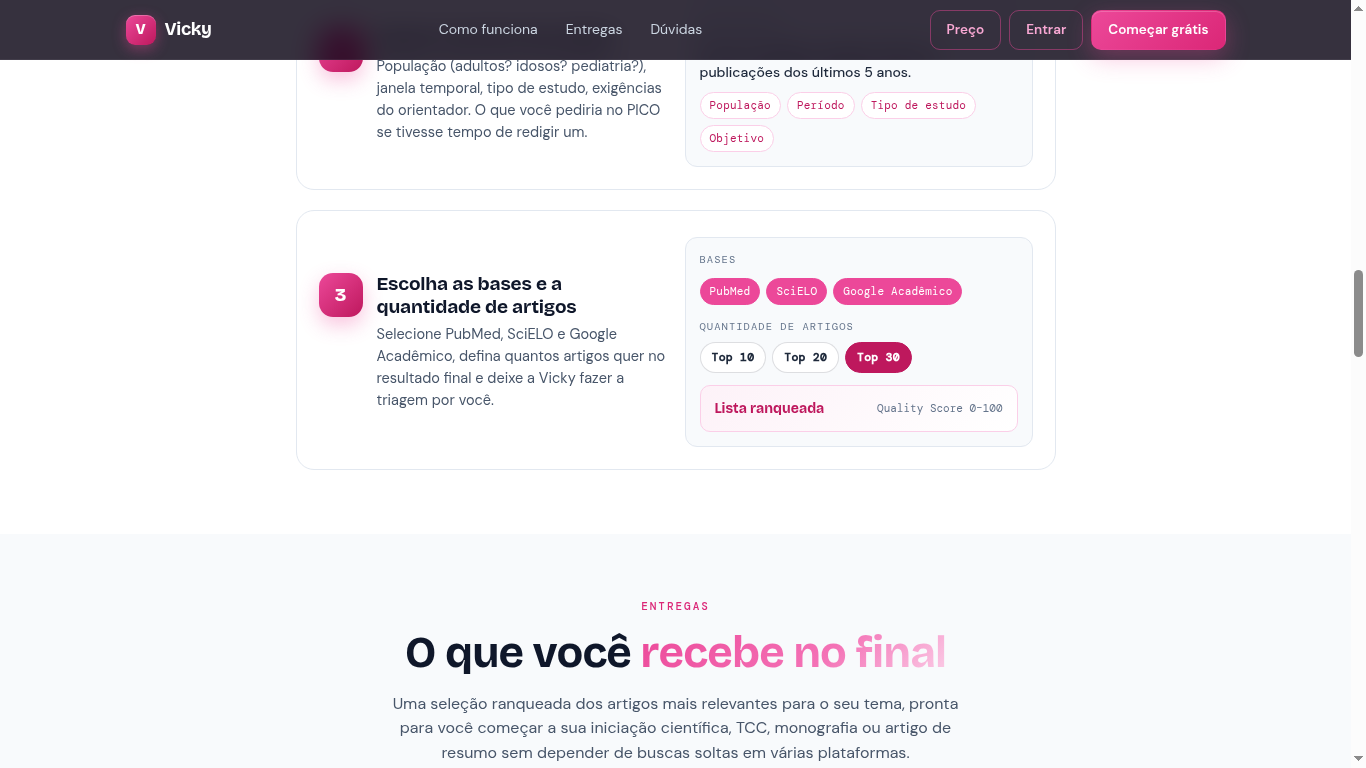 V Vicky Como funciona Entregas Dúvidas Preço Entrar Começar grátis
População (adultos? idosos? pediatria?),
janela temporal, tipo de estudo, exigências
do orientador. O que você pediria no PICO
se tivesse tempo de redigir um.
publicações dos últimos 5 anos.
População Período Tipo de estudo
Objetivo
3
Escolha as bases e a
quantidade de artigos
Selecione PubMed, SciELO e Google
Acadêmico, defina quantos artigos quer no
resultado final e deixe a Vicky fazer a
triagem por você.
BASES
PubMed SciELO Google Acadêmico
QUANTIDADE DE ARTIGOS
Top 10 Top 20 Top 30
Lista ranqueada Quality Score 0–100
ENTREGAS
O que você recebe no final
Uma seleção ranqueada dos artigos mais relevantes para o seu tema, pronta
para você começar a sua iniciação científica, TCC, monografia ou artigo de
resumo sem depender de buscas soltas em várias plataformas.